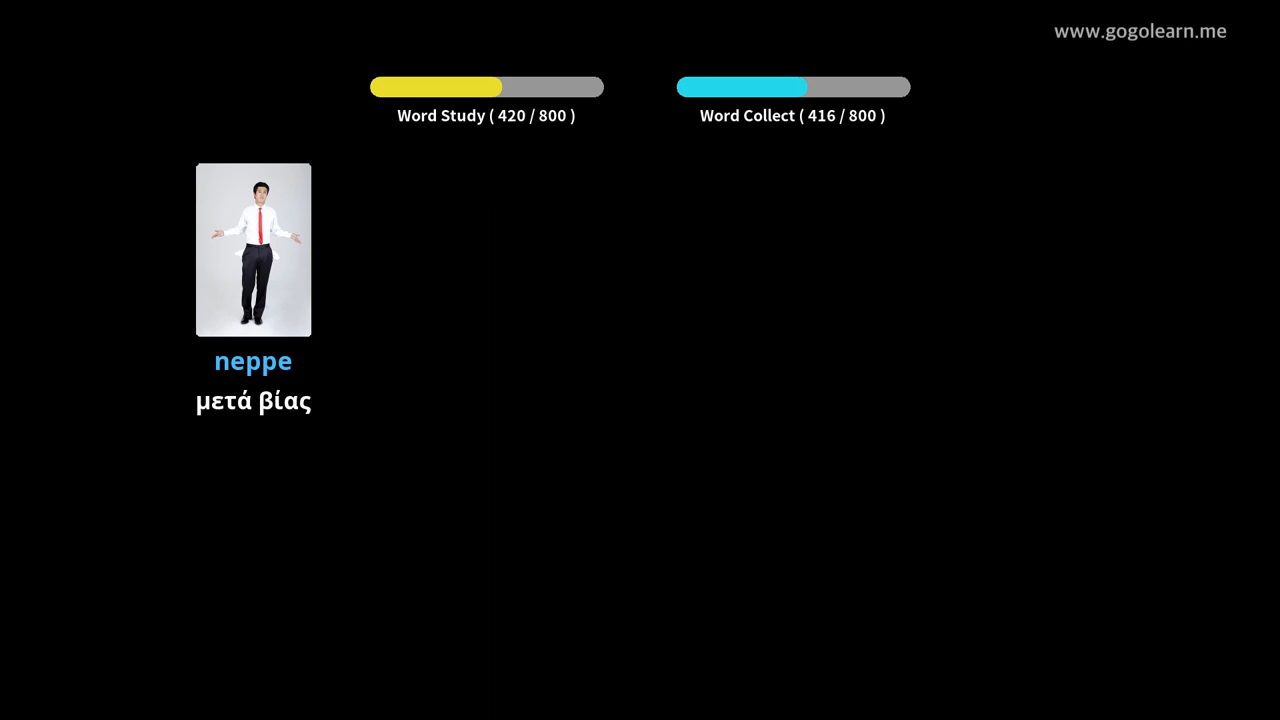 www.gogolearn.me
Word Study ( 420 / 800 )
Word Collect ( 416 / 800 )
neppe
μετά βίας